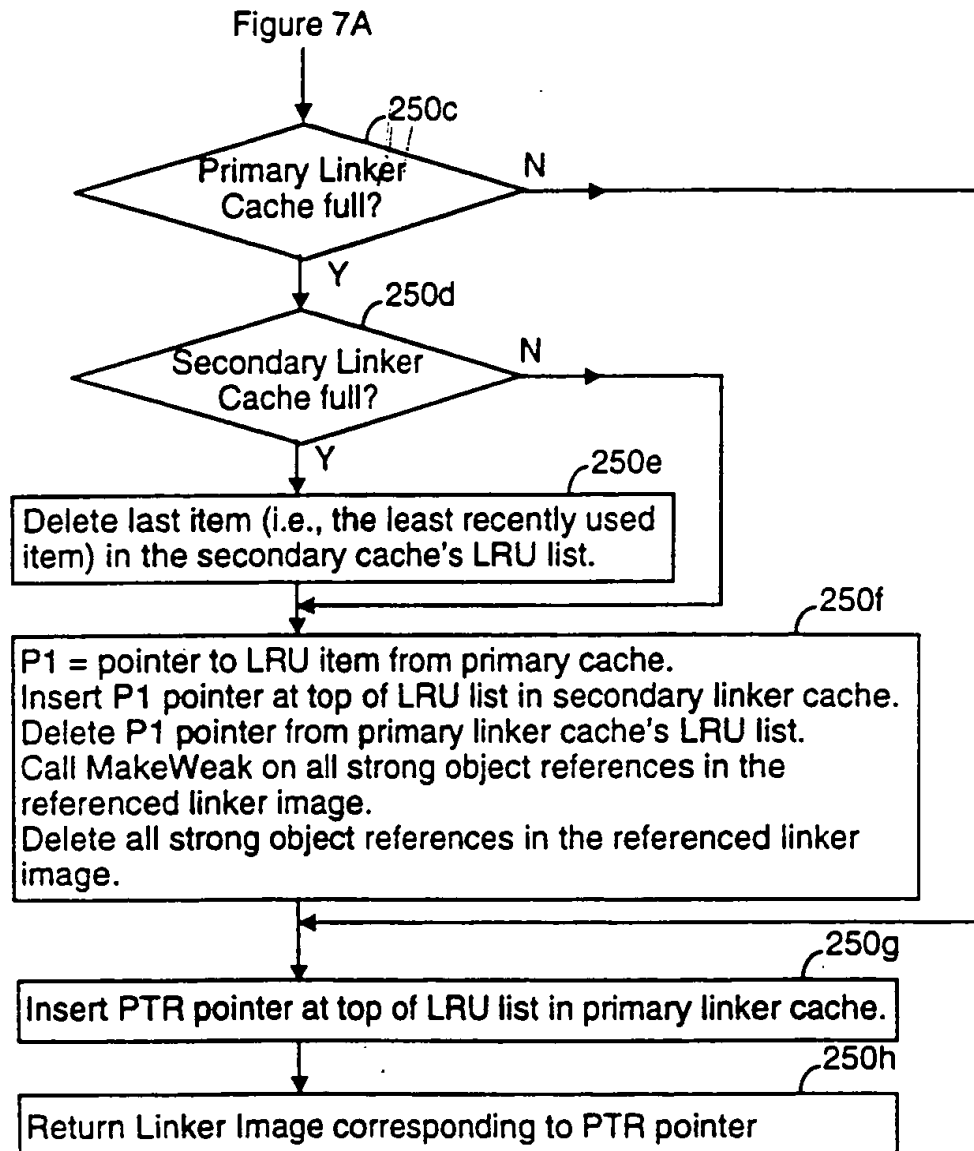 Figure 7A
250c
Primary Linker
Cache full?
N
Y
250d
Secondary Linker
Cache full?
N
Y
250e
Delete last item (i.e., the least recently used
item) in the secondary cache's LRU list.
250f
P1 = pointer to LRU item from primary cache.
Insert P1 pointer at top of LRU list in secondary linker cache.
Delete P1 pointer from primary linker cache's LRU list.
Call MakeWeak on all strong object references in the
referenced linker image.
Delete all strong object references in the referenced linker
image.
250g
Insert PTR pointer at top of LRU list in primary linker cache.
250h
Return Linker Image corresponding to PTR pointer